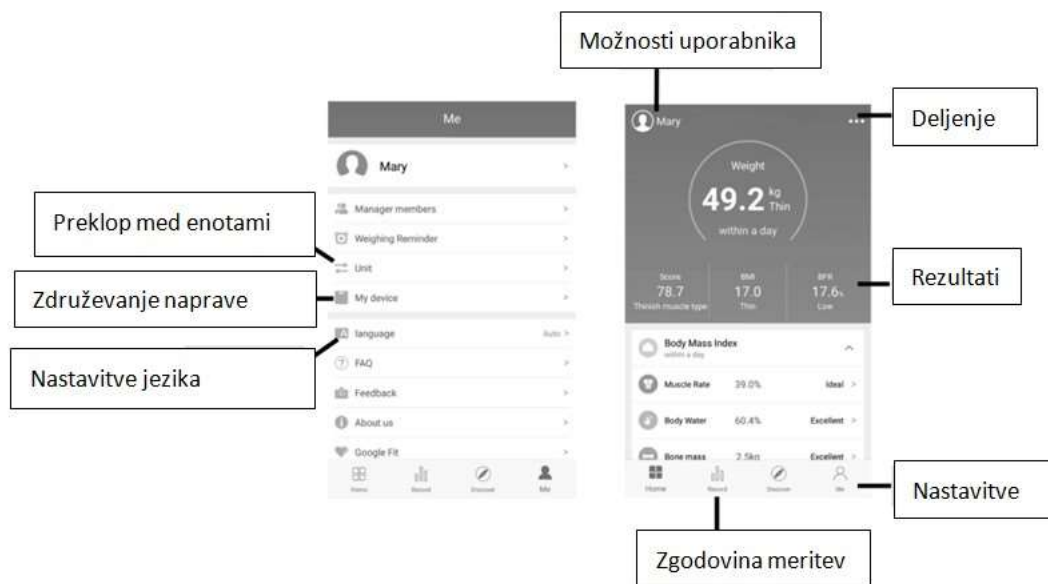 Možnosti uporabnika
Deljenje
Preklop med enotami
Združevanje naprave
Nastavitve jezika
Rezultati
Nastavitve
Zgodovina meritev
Me
Mary
Manager members
Weighing Reminder
Unit
My device
language Auto
FAQ
Feedback
About us
Google Fit
Home Record Discover Me
Mary
Weight
49.2 kg
Thin
within a day
Score BMI BFR
78.7 17.0 17.6%
Thinish muscle type Thin Low
Body Mass Index
within a day
Muscle Rate 39.0% Ideal
Body Water 60.4% Excellent
Bone mass 2.5kg Excellent
Home Record Discover Me